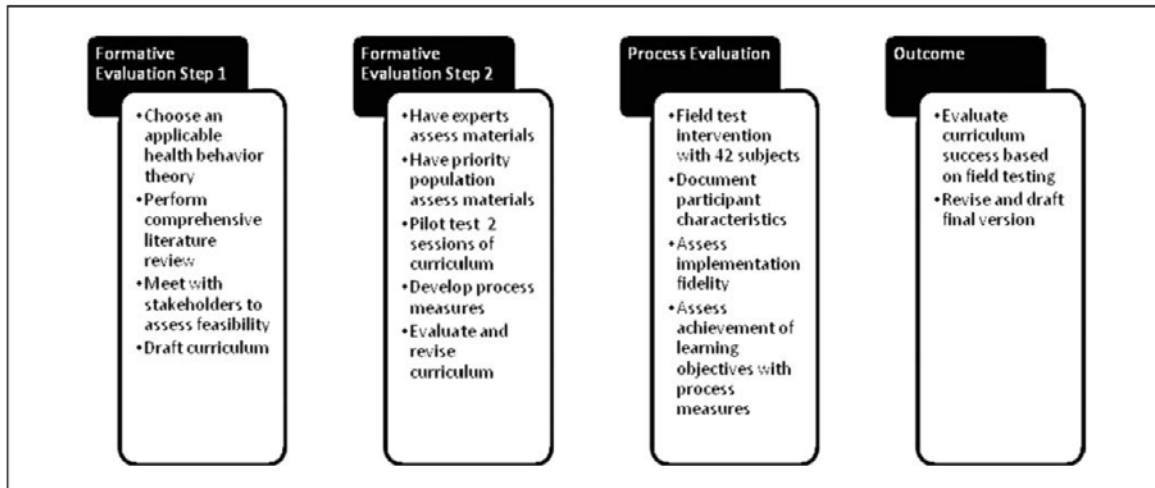 Formative
Evaluation Step 1
•Choose an
applicable
health behavior
theory
•Perform
comprehensive
literature
review
•Meet with
stakeholders to
assess feasibility
•Draft curriculum
Formative
Evaluation Step 2
•Have experts
assess materials
•Have priority
population
assess materials
•Pilot test 2
sessions of
curriculum
•Develop process
measures
•Evaluate and
revise
curriculum
Process Evaluation
•Field test
intervention
with 42 subjects
•Document
participant
characteristics
•Assess
implementation
fidelity
•Assess
achievement of
learning
objectives with
process
measures
Outcome
•Evaluate
curriculum
success based
on field testing
•Revise and draft
final version